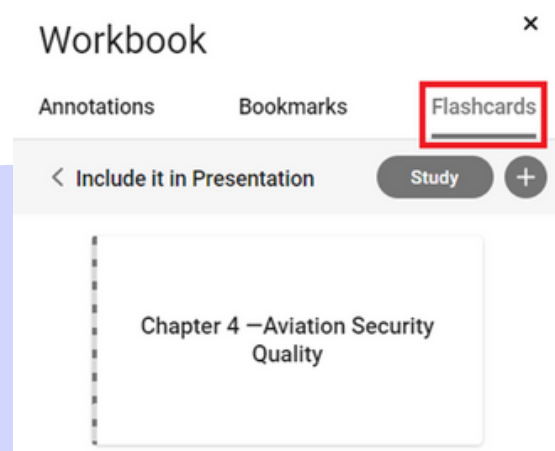 Workbook
×
Annotations Bookmarks Flashcards
< Include it in Presentation Study +
Chapter 4 —Aviation Security
Quality